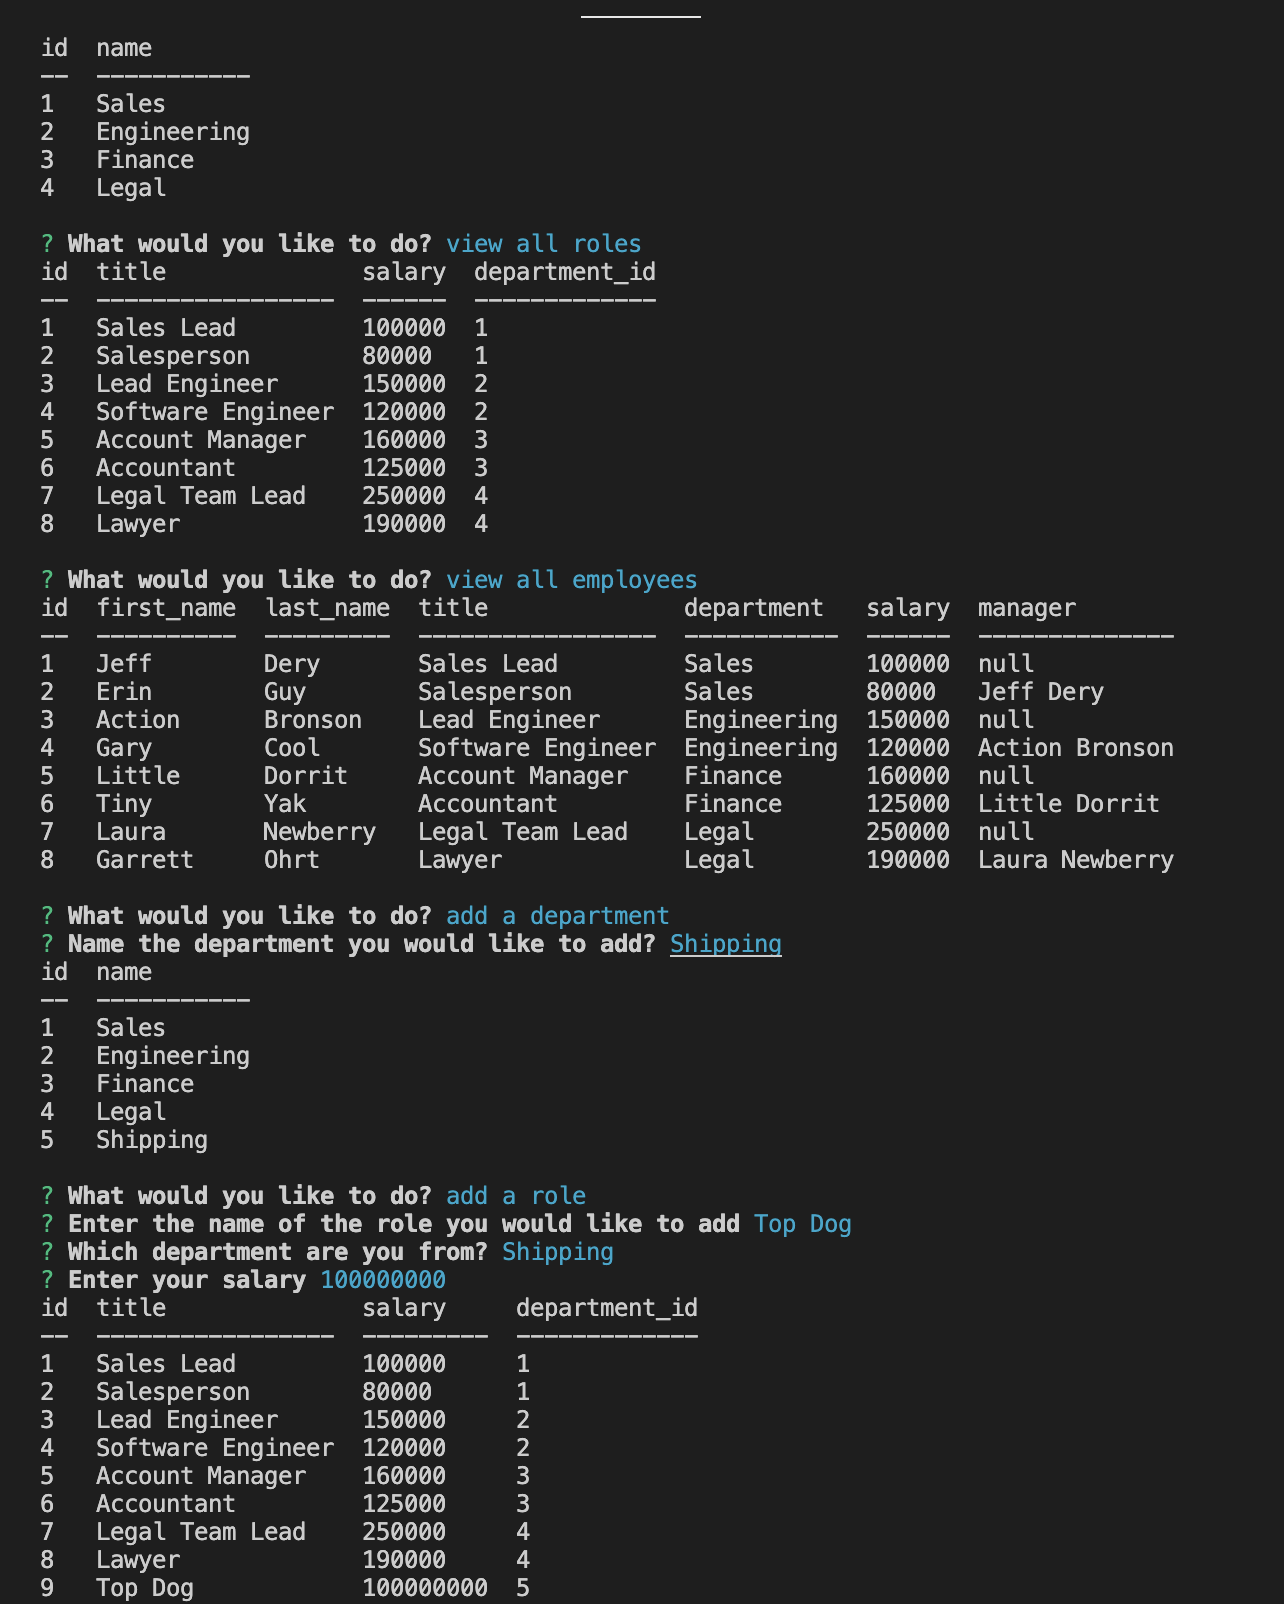 id  name
--  -----------
1   Sales
2   Engineering
3   Finance
4   Legal
? What would you like to do? view all roles
id  title              salary  department_id
--  -----------------  ------  -------------
1   Sales Lead         100000  1
2   Salesperson        80000   1
3   Lead Engineer      150000  2
4   Software Engineer  120000  2
5   Account Manager    160000  3
6   Accountant         125000  3
7   Legal Team Lead    250000  4
8   Lawyer             190000  4
? What would you like to do? view all employees
id  first_name  last_name  title              department   salary  manager
--  ----------  ---------  -----------------  -----------  ------  --------------
1   Jeff        Dery       Sales Lead         Sales        100000  null
2   Erin        Guy        Salesperson        Sales        80000   Jeff Dery
3   Action      Bronson    Lead Engineer      Engineering  150000  null
4   Gary        Cool       Software Engineer  Engineering  120000  Action Bronson
5   Little      Dorrit     Account Manager    Finance      160000  null
6   Tiny        Yak        Accountant         Finance      125000  Little Dorrit
7   Laura       Newberry   Legal Team Lead    Legal        250000  null
8   Garrett     Ohrt       Lawyer             Legal        190000  Laura Newberry
? What would you like to do? add a department
? Name the department you would like to add? Shipping
id  name
--  -----------
1   Sales
2   Engineering
3   Finance
4   Legal
5   Shipping
? What would you like to do? add a role
? Enter the name of the role you would like to add Top Dog
? Which department are you from? Shipping
? Enter your salary 100000000
id  title              salary     department_id
--  -----------------  ---------  -------------
1   Sales Lead         100000     1
2   Salesperson        80000      1
3   Lead Engineer      150000     2
4   Software Engineer  120000     2
5   Account Manager    160000     3
6   Accountant         125000     3
7   Legal Team Lead    250000     4
8   Lawyer             190000     4
9   Top Dog            100000000  5